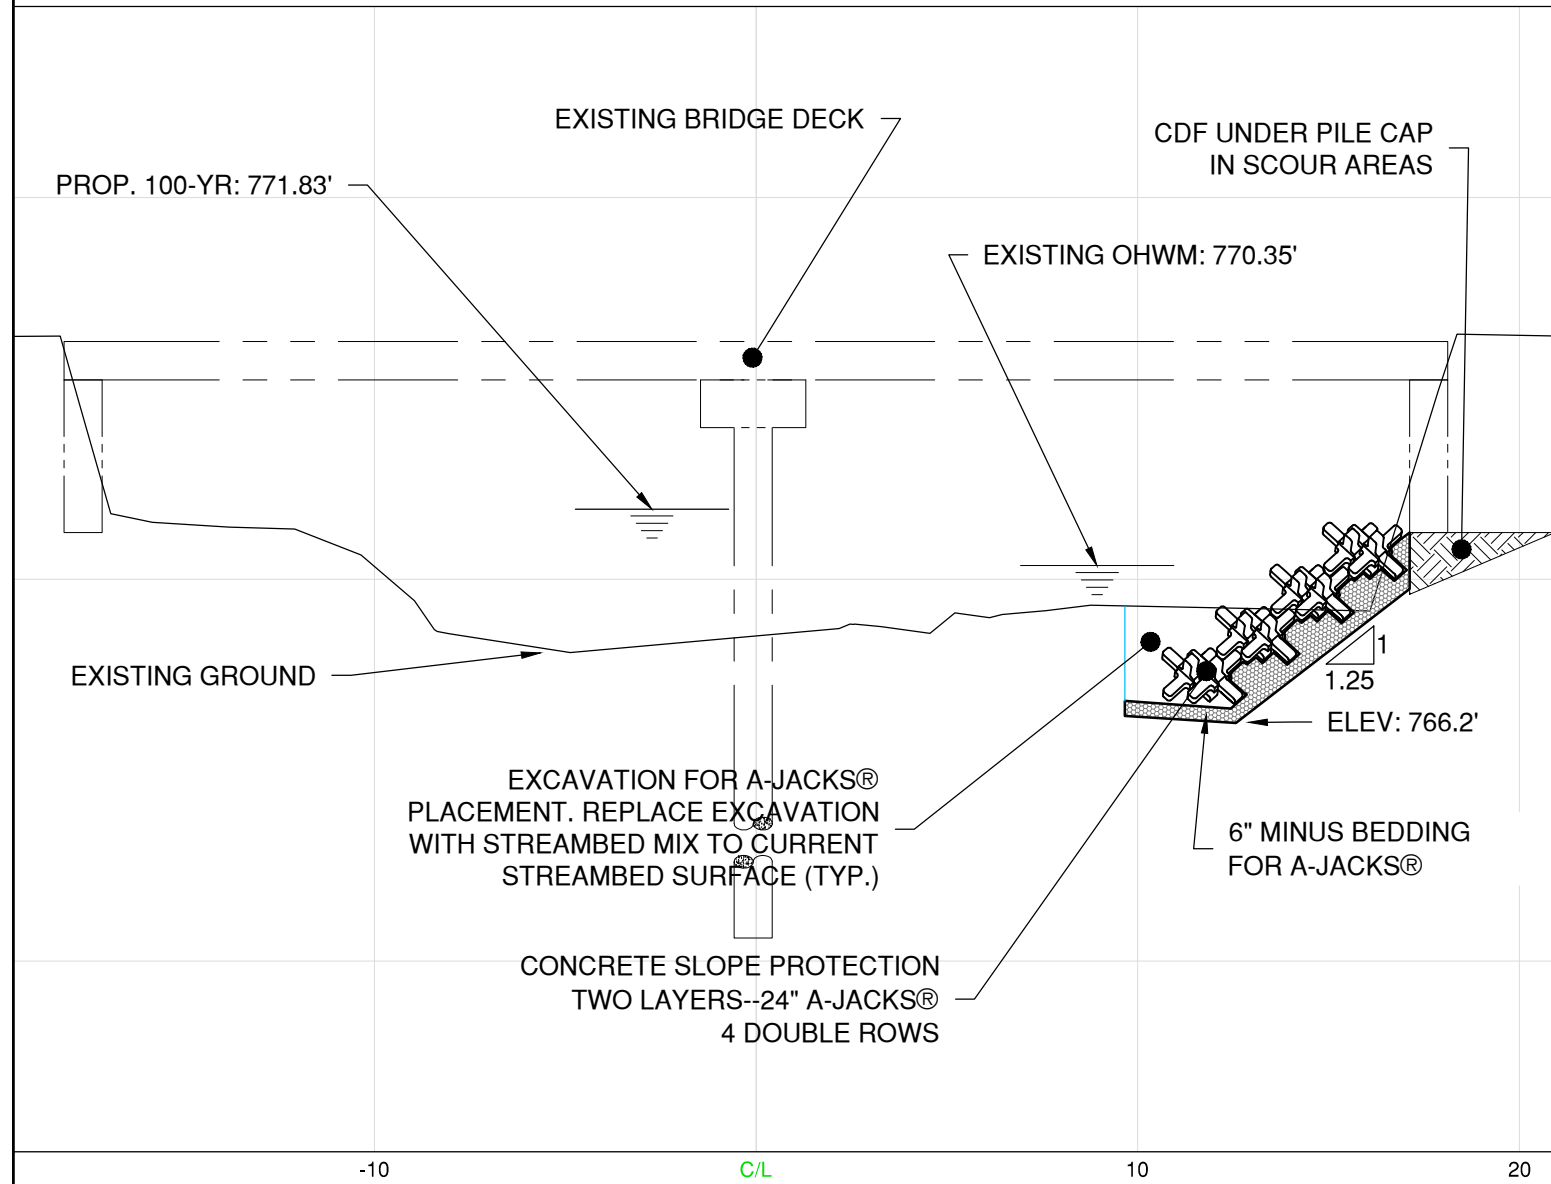 EXISTING BRIDGE DECK
CDF UNDER PILE CAP
IN SCOUR AREAS
PROP. 100-YR: 771.83'
EXISTING OHWM: 770.35'
EXISTING GROUND
1
1.25
ELEV: 766.2'
EXCAVATION FOR A-JACKS®
PLACEMENT. REPLACE EXCAVATION
WITH STREAMBED MIX TO CURRENT
STREAMBED SURFACE (TYP.)
6" MINUS BEDDING
FOR A-JACKS®
CONCRETE SLOPE PROTECTION
TWO LAYERS--24" A-JACKS®
4 DOUBLE ROWS
-10 C/L 10 20